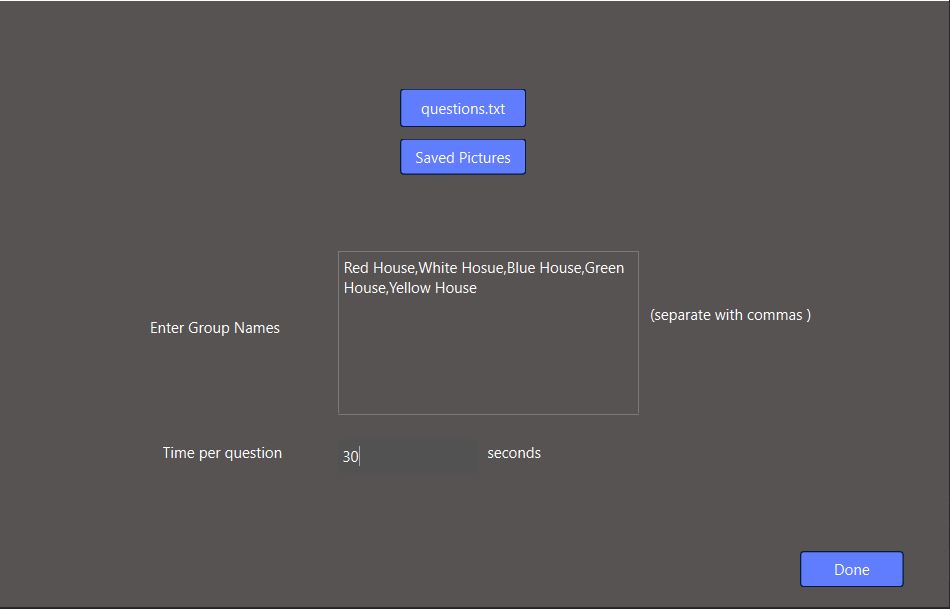 questions.txt
Saved Pictures
Red House,White Hosue,Blue House,Green
House,Yellow House
Enter Group Names
(separate with commas )
Time per question
30
seconds
Done